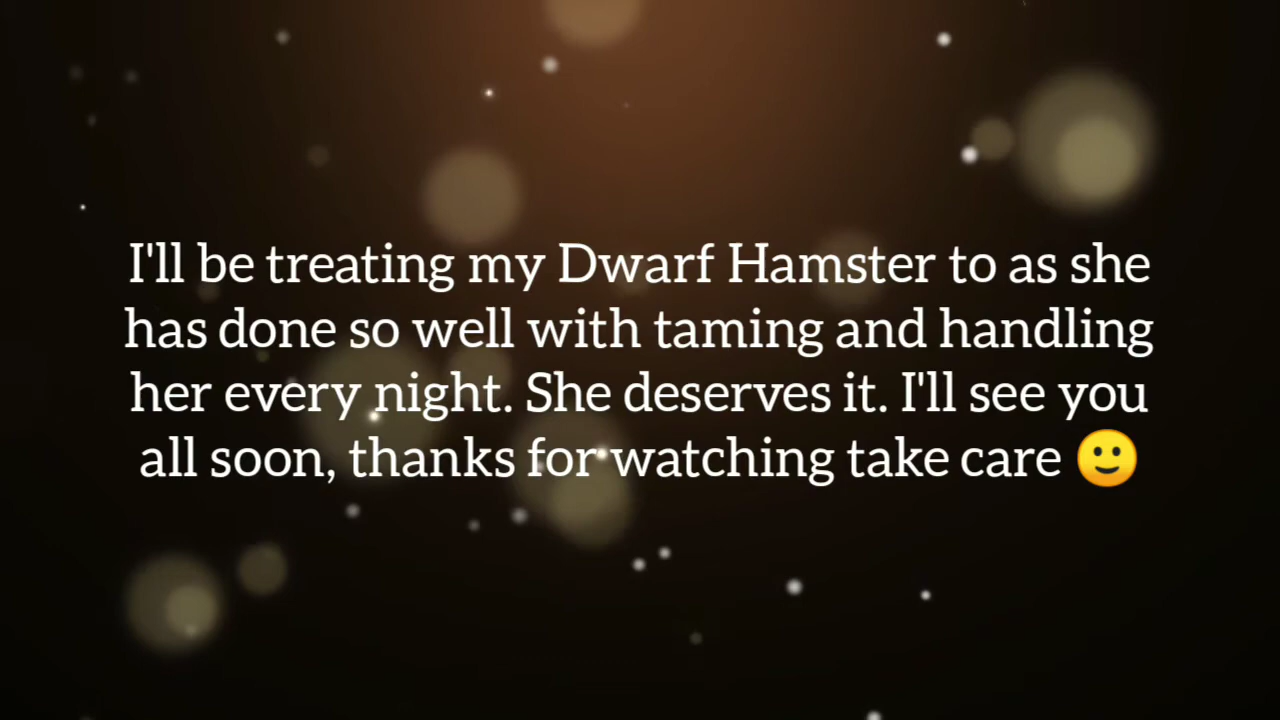 I'll be treating my Dwarf Hamster to as she
has done so well with taming and handling
her every night. She deserves it. I'll see you
all soon, thanks for watching take care 🙂